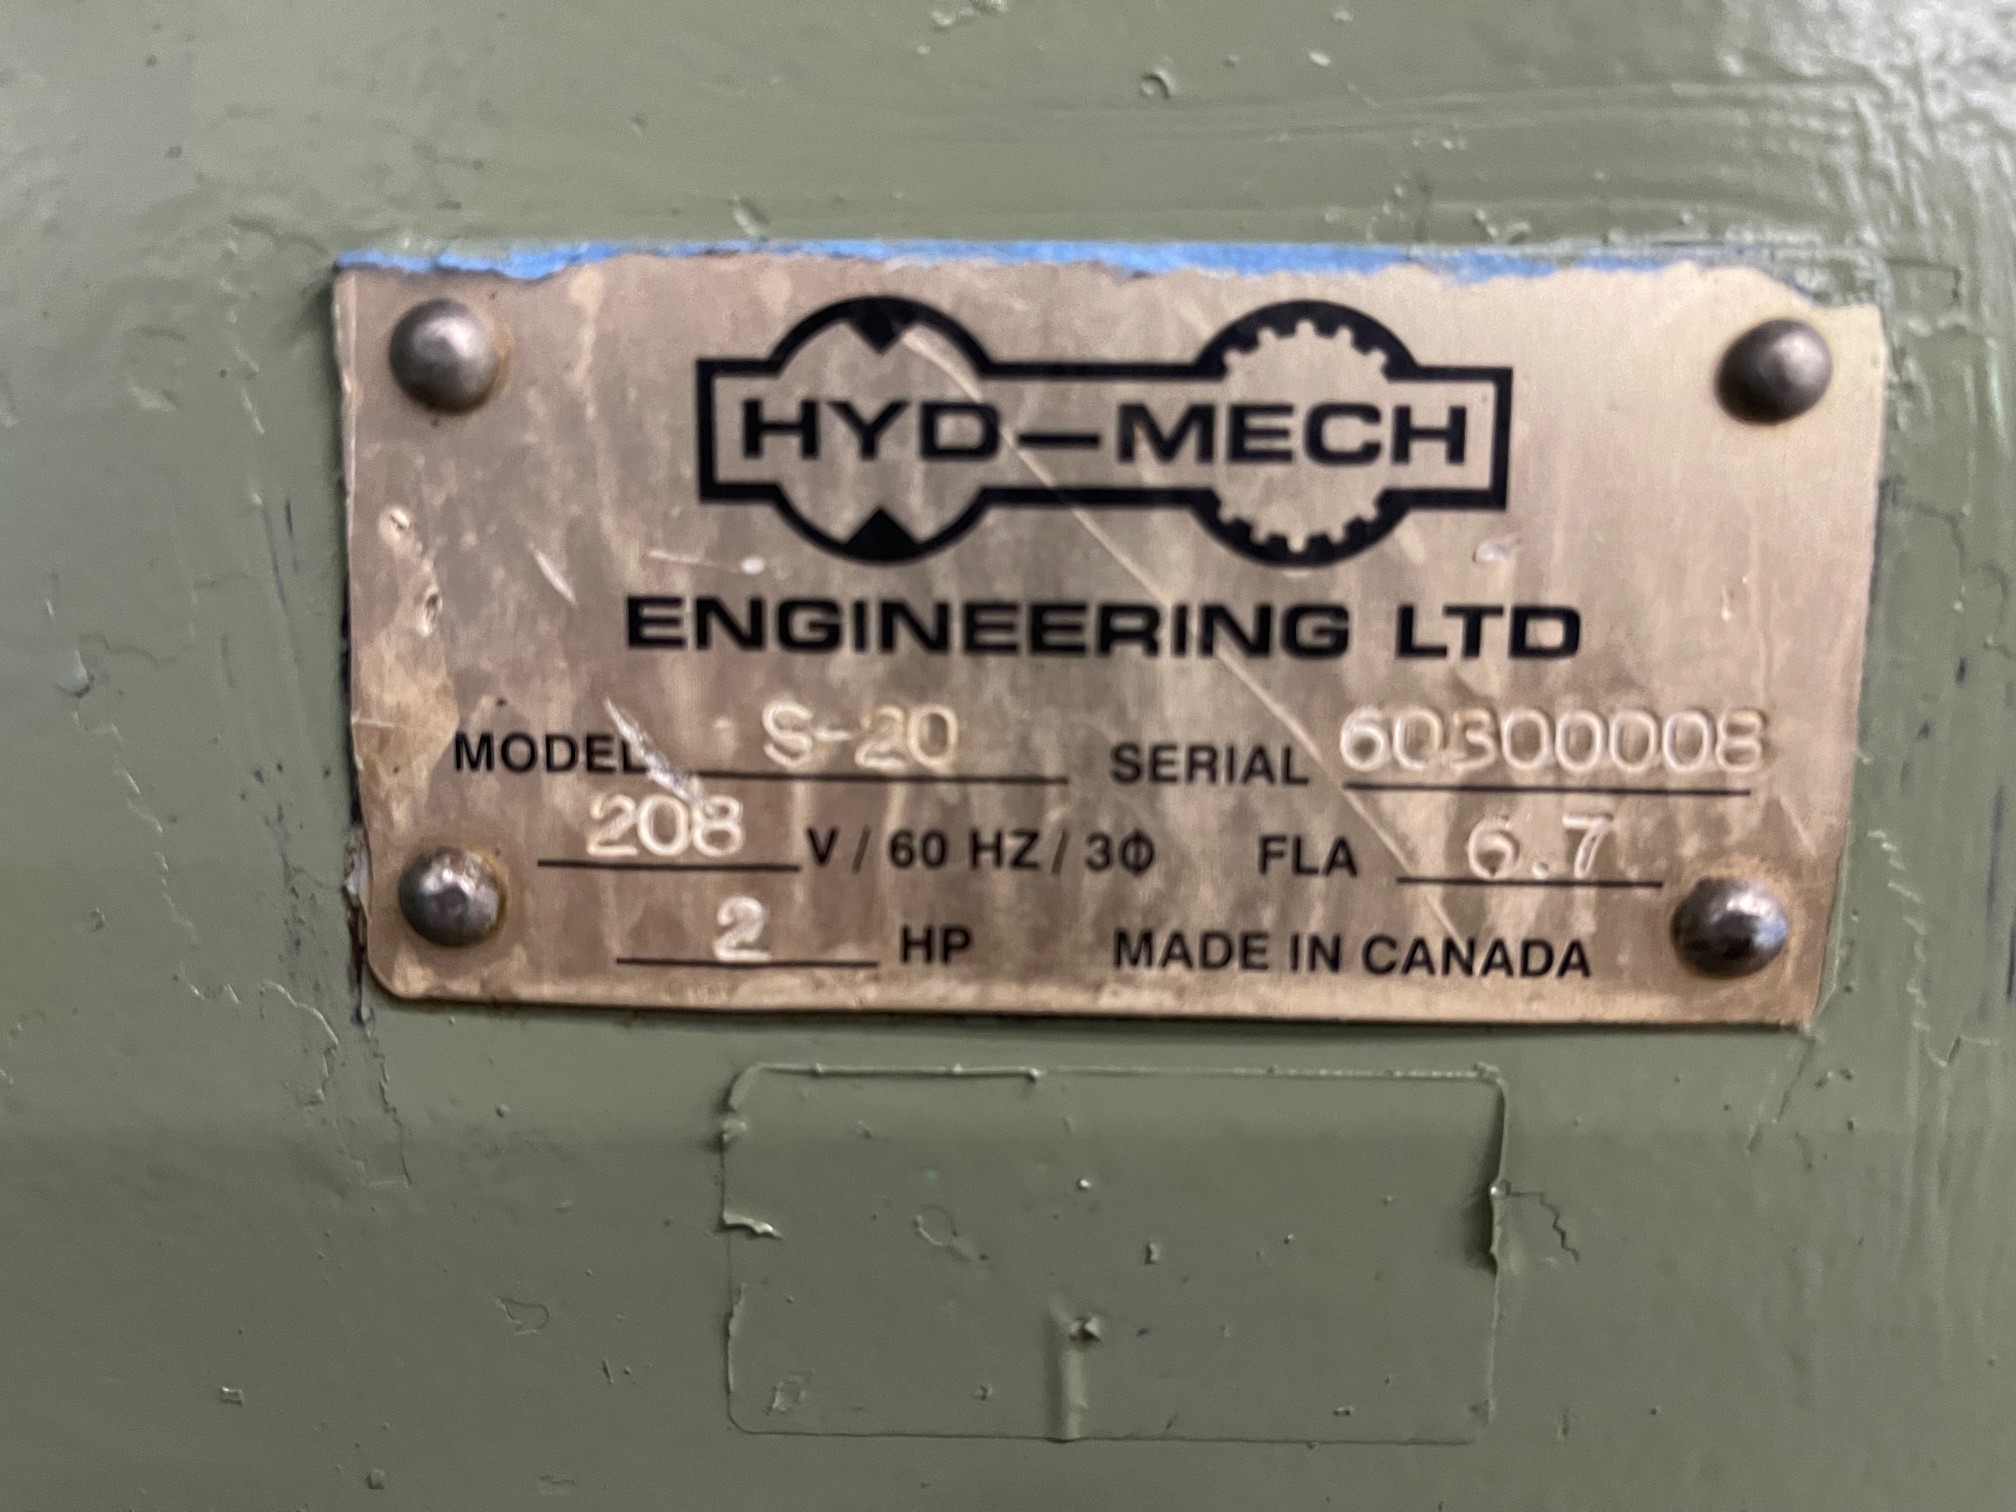 HYD-MECH
ENGINEERING LTD
MODEL S-20 SERIAL 60300008
208 V / 60 HZ / 3Φ FLA 6.7
2 HP MADE IN CANADA